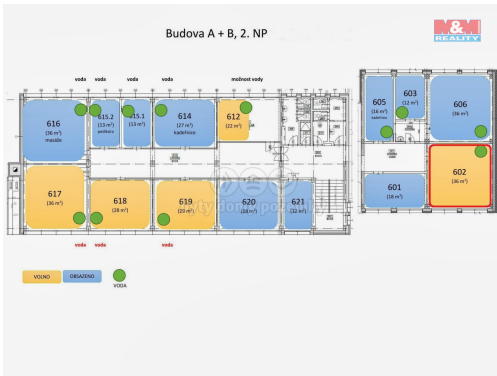 M&M
REALITY
Budova A + B, 2. NP
voda
voda
voda
voda
možnost vody
616
(36 m²)
masáže
615.2
(13 m²)
615.1
(13 m²)
614
(27 m²)
kadeřnice
612
(22 m²)
605
(16 m²)
603
(12 m²)
606
(36 m²)
617
(36 m²)
618
(28 m²)
619
(29 m²)
620
621
(12 m²)
601
(18 m²)
602
(36 m²)
voda
voda
voda
VOLNO
OBSAZENO
VODA